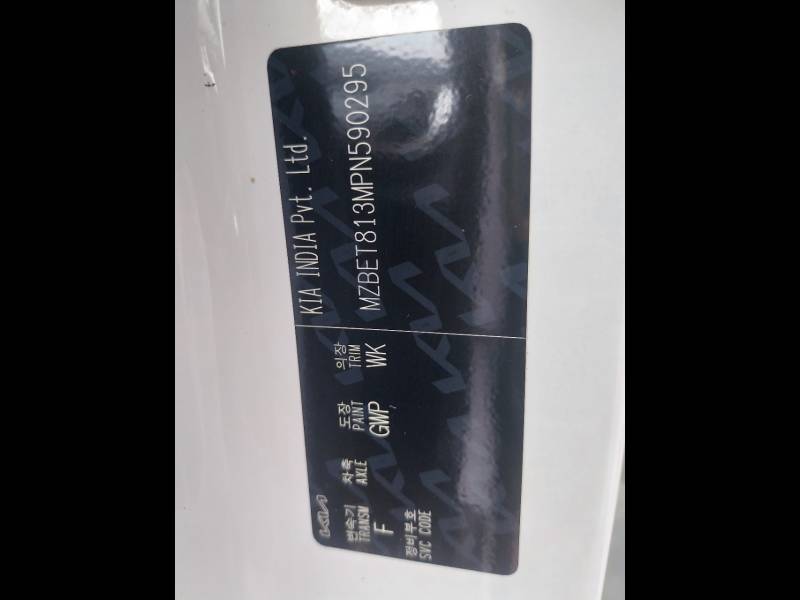 KIA
변속기 차축 도장 의장
TRANSM AXLE PAINT TRIM
F GWP WK
정비부호
SVC CODE
KIA INDIA Pvt. Ltd.
MZBET813MPN590295